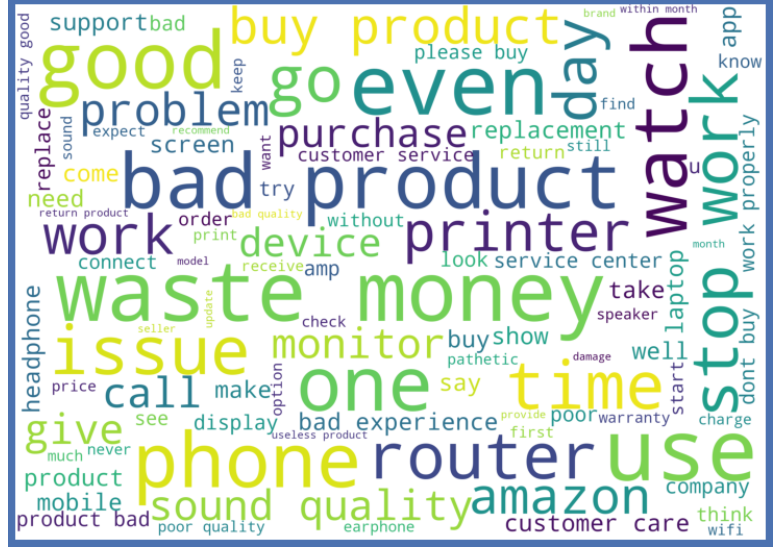 quality good
support
bad
buy product
brand
within month
good
go
even
day
watch
app
know
please buy
keep
find
problem
purchase
replacement
replace
sound
expect
recommend
screen
customer service
return
still
want
u
stop work
work properly
come
need
bad product
try
return product
order
bad quality
without
work
print
device
printer
connect
model
receive
amp
look
service center
month
waste money
take
laptop
headphone
seller
update
check
speaker
issue
monitor
buy
show
well
dont buy
pathetic
damage
price
call
make
option
one
say
time
start
give
see
display
bad experience
provide
poor
warranty
charge
much
never
useless product
first
product
phone
router
use
mobile
sound quality
amazon
company
think
product bad
poor quality
earphone
customer care
wifi